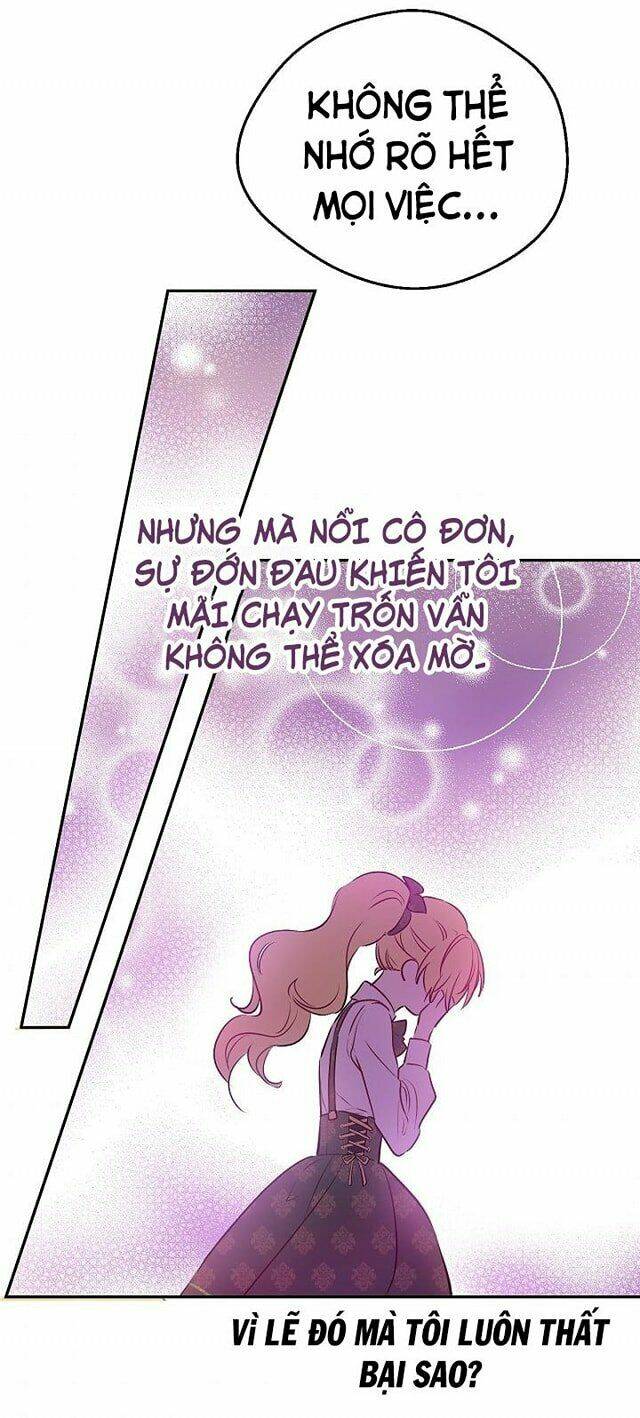 KHÔNG THỂ
NHỚ RÕ HẾT
MỌI VIỆC...
NHƯNG MÀ NỔI CÔ ĐƠN,
SỰ ĐỚN ĐAU KHIẾN TÔI
MÃI CHẠY TRỐN VẪN
KHÔNG THỂ XÓA MỜ.
VÌ LẼ ĐÓ MÀ TÔI LUÔN THẤT
BẠI SAO?